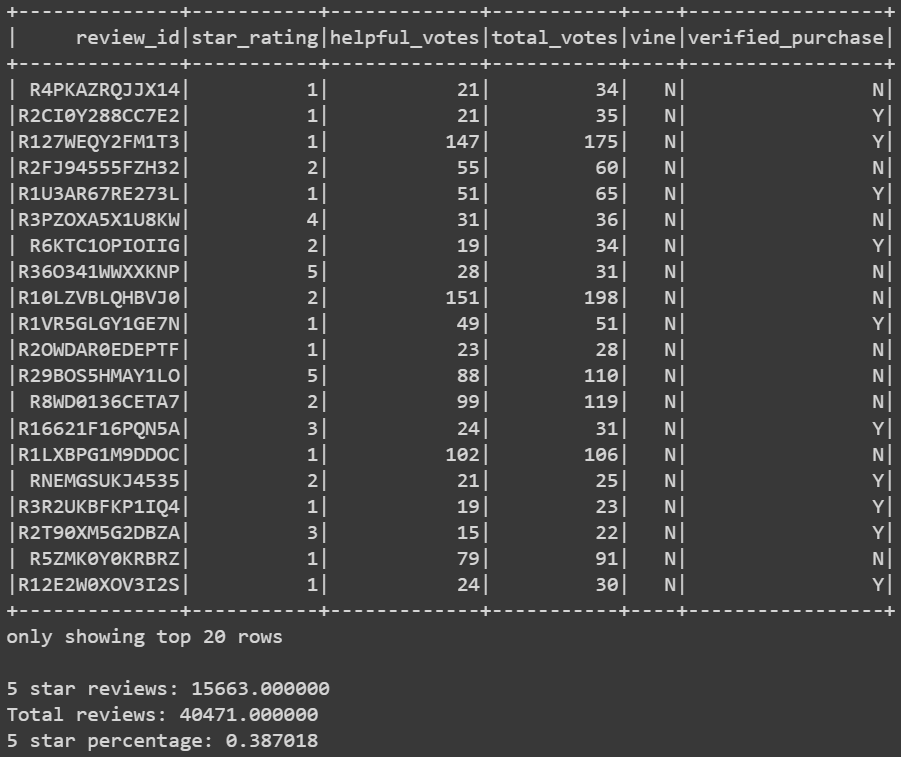 +--------------+-----------+-------------+-----------+----+-----------------+
|     review_id|star_rating|helpful_votes|total_votes|vine|verified_purchase|
+--------------+-----------+-------------+-----------+----+-----------------+
| R4PKAZRQJJX14|          1|           21|         34|   N|                N|
|R2CI0Y288CC7E2|          1|           21|         35|   N|                Y|
|R127WEQY2FM1T3|          1|          147|        175|   N|                Y|
|R2FJ94555FZH32|          2|           55|         60|   N|                N|
|R1U3AR67RE273L|          1|           51|         65|   N|                Y|
|R3PZOXA5X1U8KW|          4|           31|         36|   N|                N|
| R6KTC1OPIOIIG|          2|           19|         34|   N|                Y|
|R36O341WWXXKNP|          5|           28|         31|   N|                N|
|R10LZVBLQHBVJ0|          2|          151|        198|   N|                N|
|R1VR5GLGY1GE7N|          1|           49|         51|   N|                Y|
|R2OWDAR0EDEPTF|          1|           23|         28|   N|                N|
|R29BOS5HMAY1LO|          5|           88|        110|   N|                N|
| R8WD0136CETA7|          2|           99|        119|   N|                N|
|R16621F16PQN5A|          3|           24|         31|   N|                Y|
|R1LXBPG1M9DDOC|          1|          102|        106|   N|                N|
| RNEMGSUKJ4535|          2|           21|         25|   N|                Y|
|R3R2UKBFKP1IQ4|          1|           19|         23|   N|                Y|
|R2T90XM5G2DBZA|          3|           15|         22|   N|                Y|
| R5ZMK0Y0KRBRZ|          1|           79|         91|   N|                N|
|R12E2W0XOV3I2S|          1|           24|         30|   N|                Y|
+--------------+-----------+-------------+-----------+----+-----------------+
only showing top 20 rows
5 star reviews: 15663.000000
Total reviews: 40471.000000
5 star percentage: 0.387018